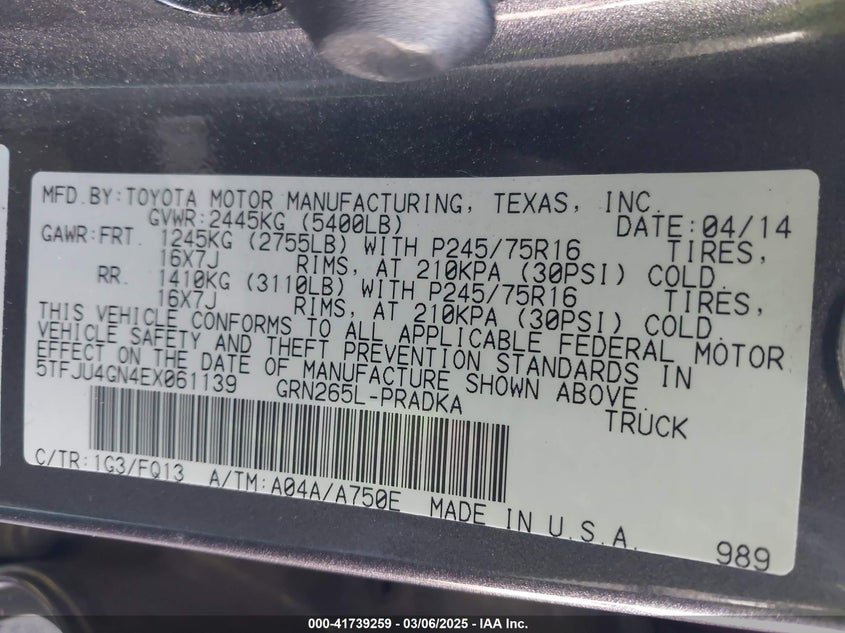 MFD.BY:TOYOTA MOTOR MANUFACTURING, TEXAS, INC.
GVWR:2445KG (5400LB) DATE:04/14
GAWR:FRT. 1245KG (2755LB) WITH P245/75R16 TIRES,
16X7J RIMS, AT 210KPA (30PSI) COLD.
RR. 1410KG (3110LB) WITH P245/75R16 TIRES,
16X7J RIMS, AT 210KPA (30PSI) COLD.
THIS VEHICLE CONFORMS TO ALL APPLICABLE FEDERAL MOTOR
VEHICLE SAFETY AND THEFT PREVENTION STANDARDS IN
EFFECT ON THE DATE OF MANUFACTURE SHOWN ABOVE.
5TFJU4GN4EX061139 GRN265L-PRADKA TRUCK
C/TR:1G3/FQ13 A/TM:A04A/A750E MADE IN U.S.A.
989
000-41739259 - 03/06/2025 - IAA Inc.